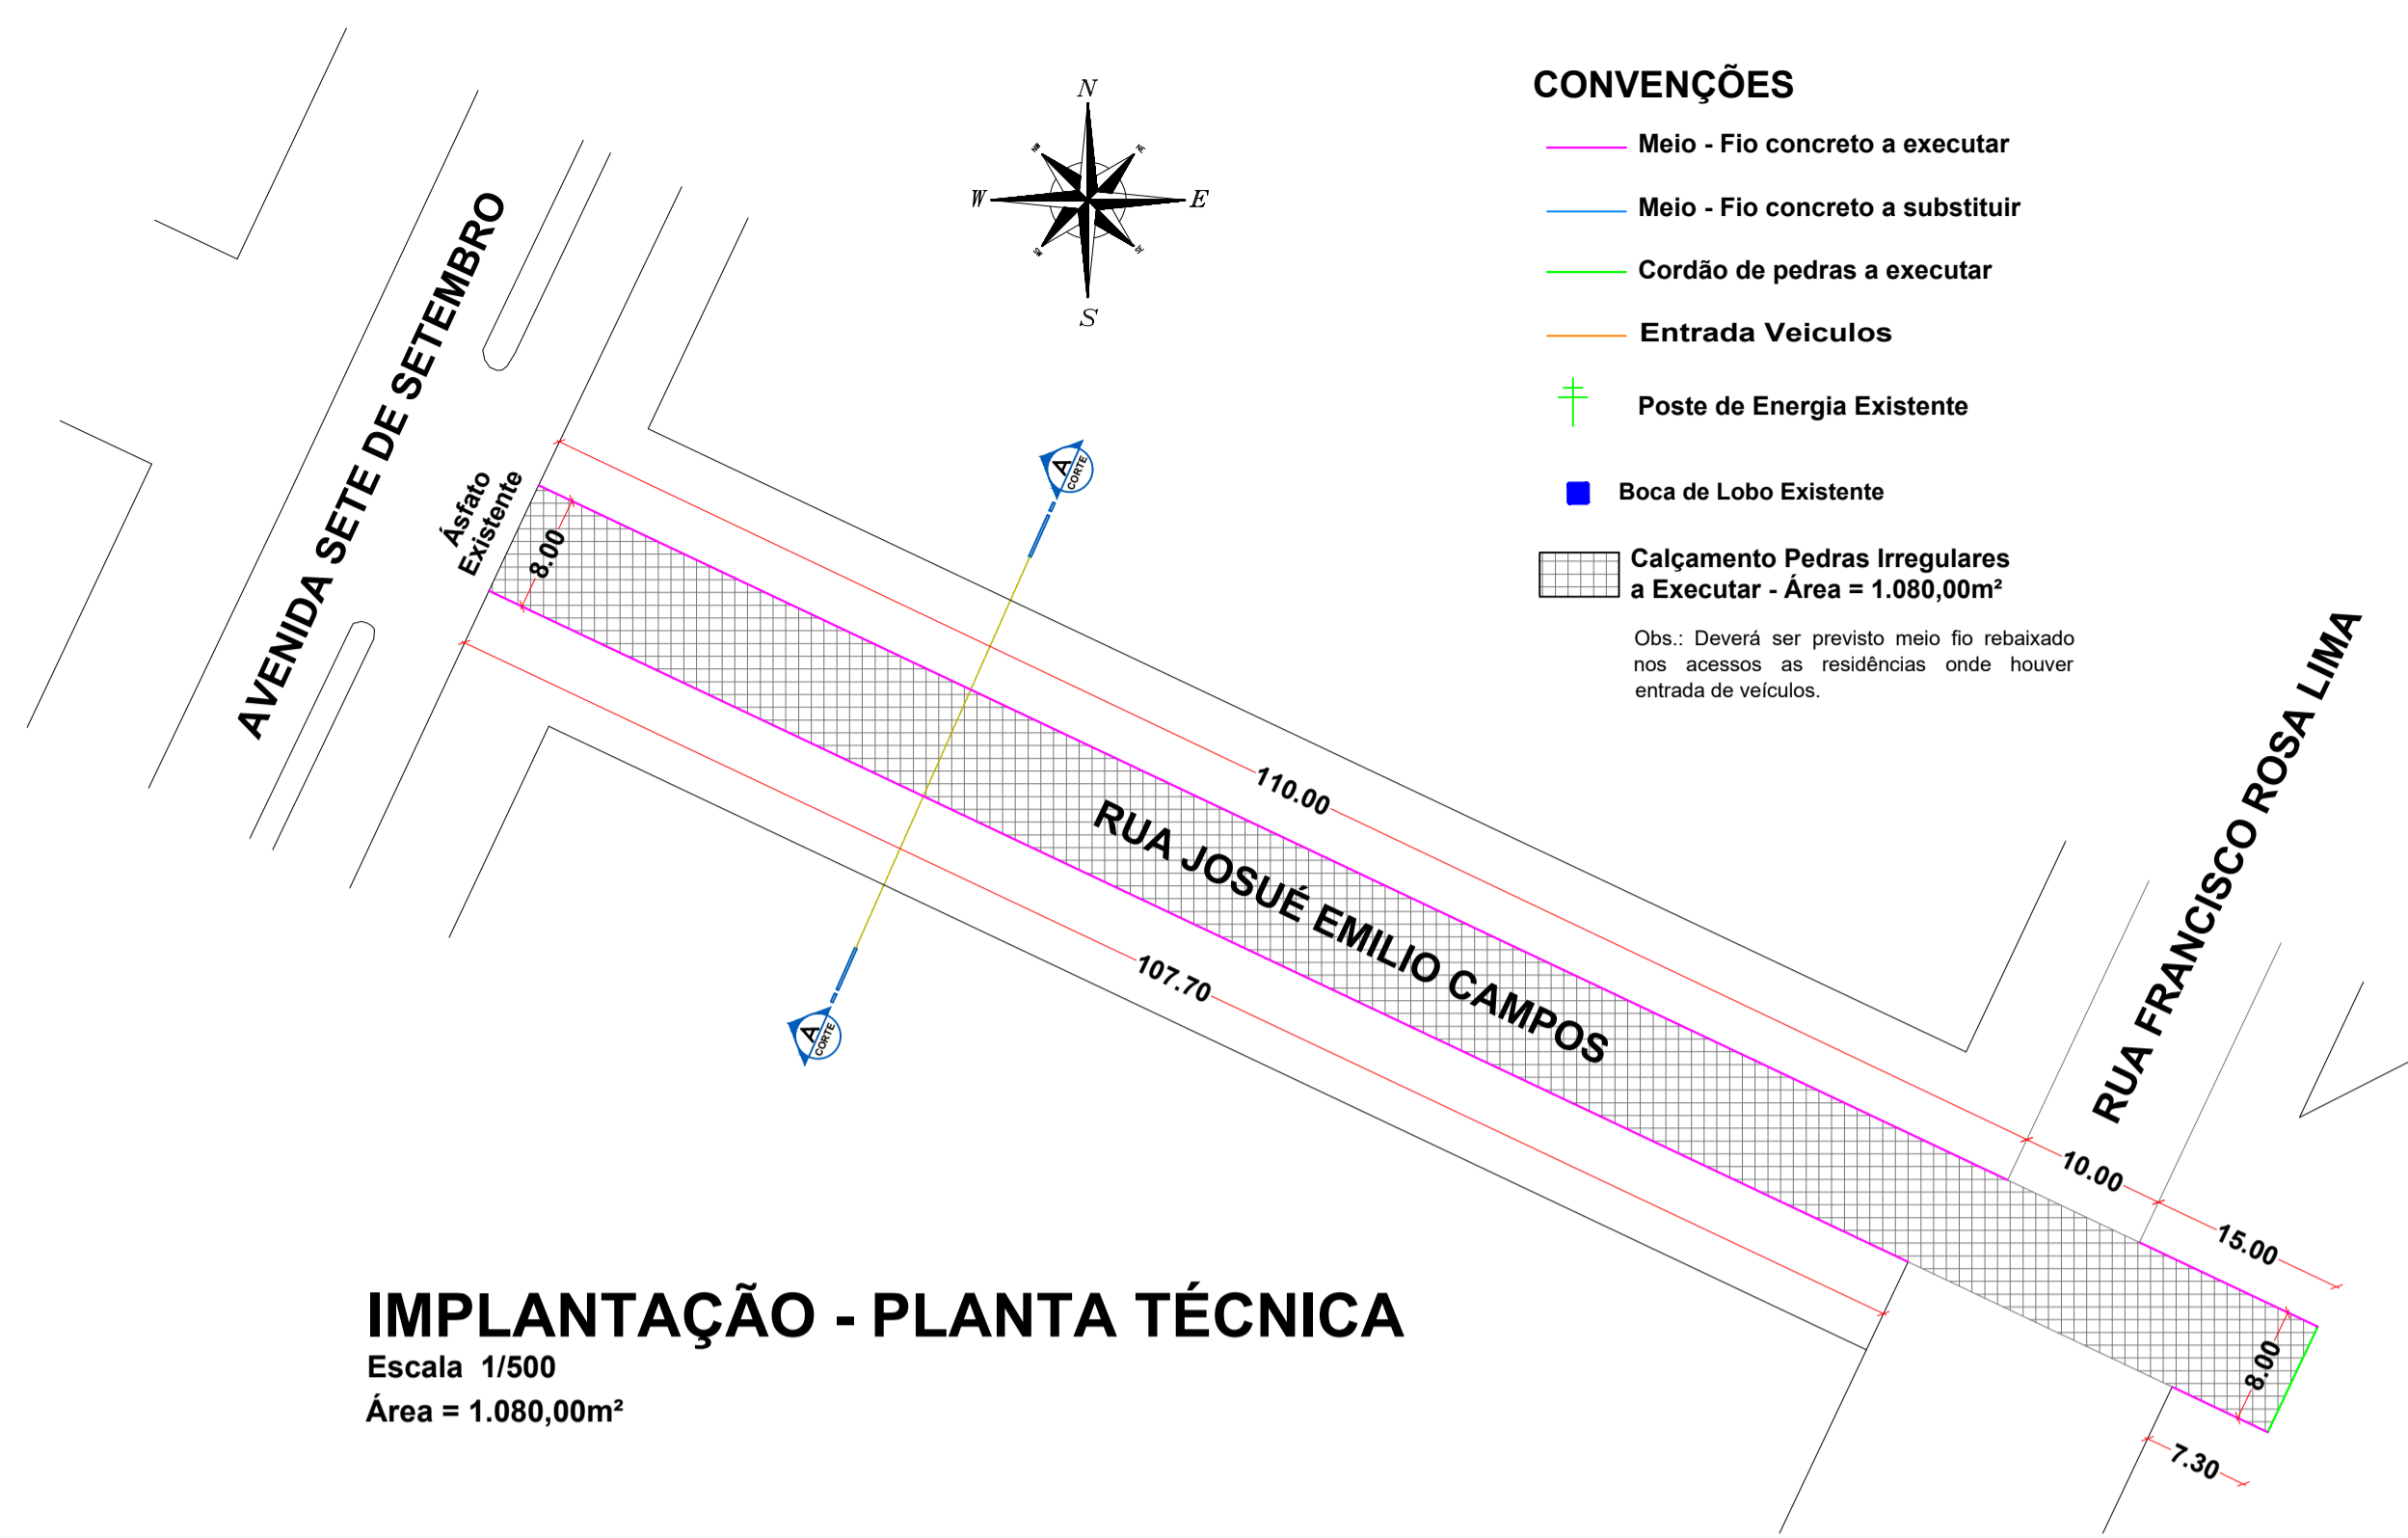 N
NW
NE
W
E
SW
S
CONVENÇÕES
Meio - Fio concreto a executar
Meio - Fio concreto a substituir
Cordão de pedras a executar
Entrada Veiculos
Poste de Energia Existente
Boca de Lobo Existente
Calçamento Pedras Irregulares
a Executar - Área = 1.080,00m²
Obs.: Deverá ser previsto meio fio rebaixado
nos acessos as residências onde houver
entrada de veículos.
AVENIDA SETE DE SETEMBRO
Ásfato
Existente
8.00
A
CORTE
110.00
RUA JOSUÉ EMILIO CAMPOS
107.70
A
CORTE
RUA FRANCISCO ROSA LIMA
10.00
15.00
8.00
7.30
IMPLANTAÇÃO - PLANTA TÉCNICA
Escala 1/500
Área = 1.080,00m²